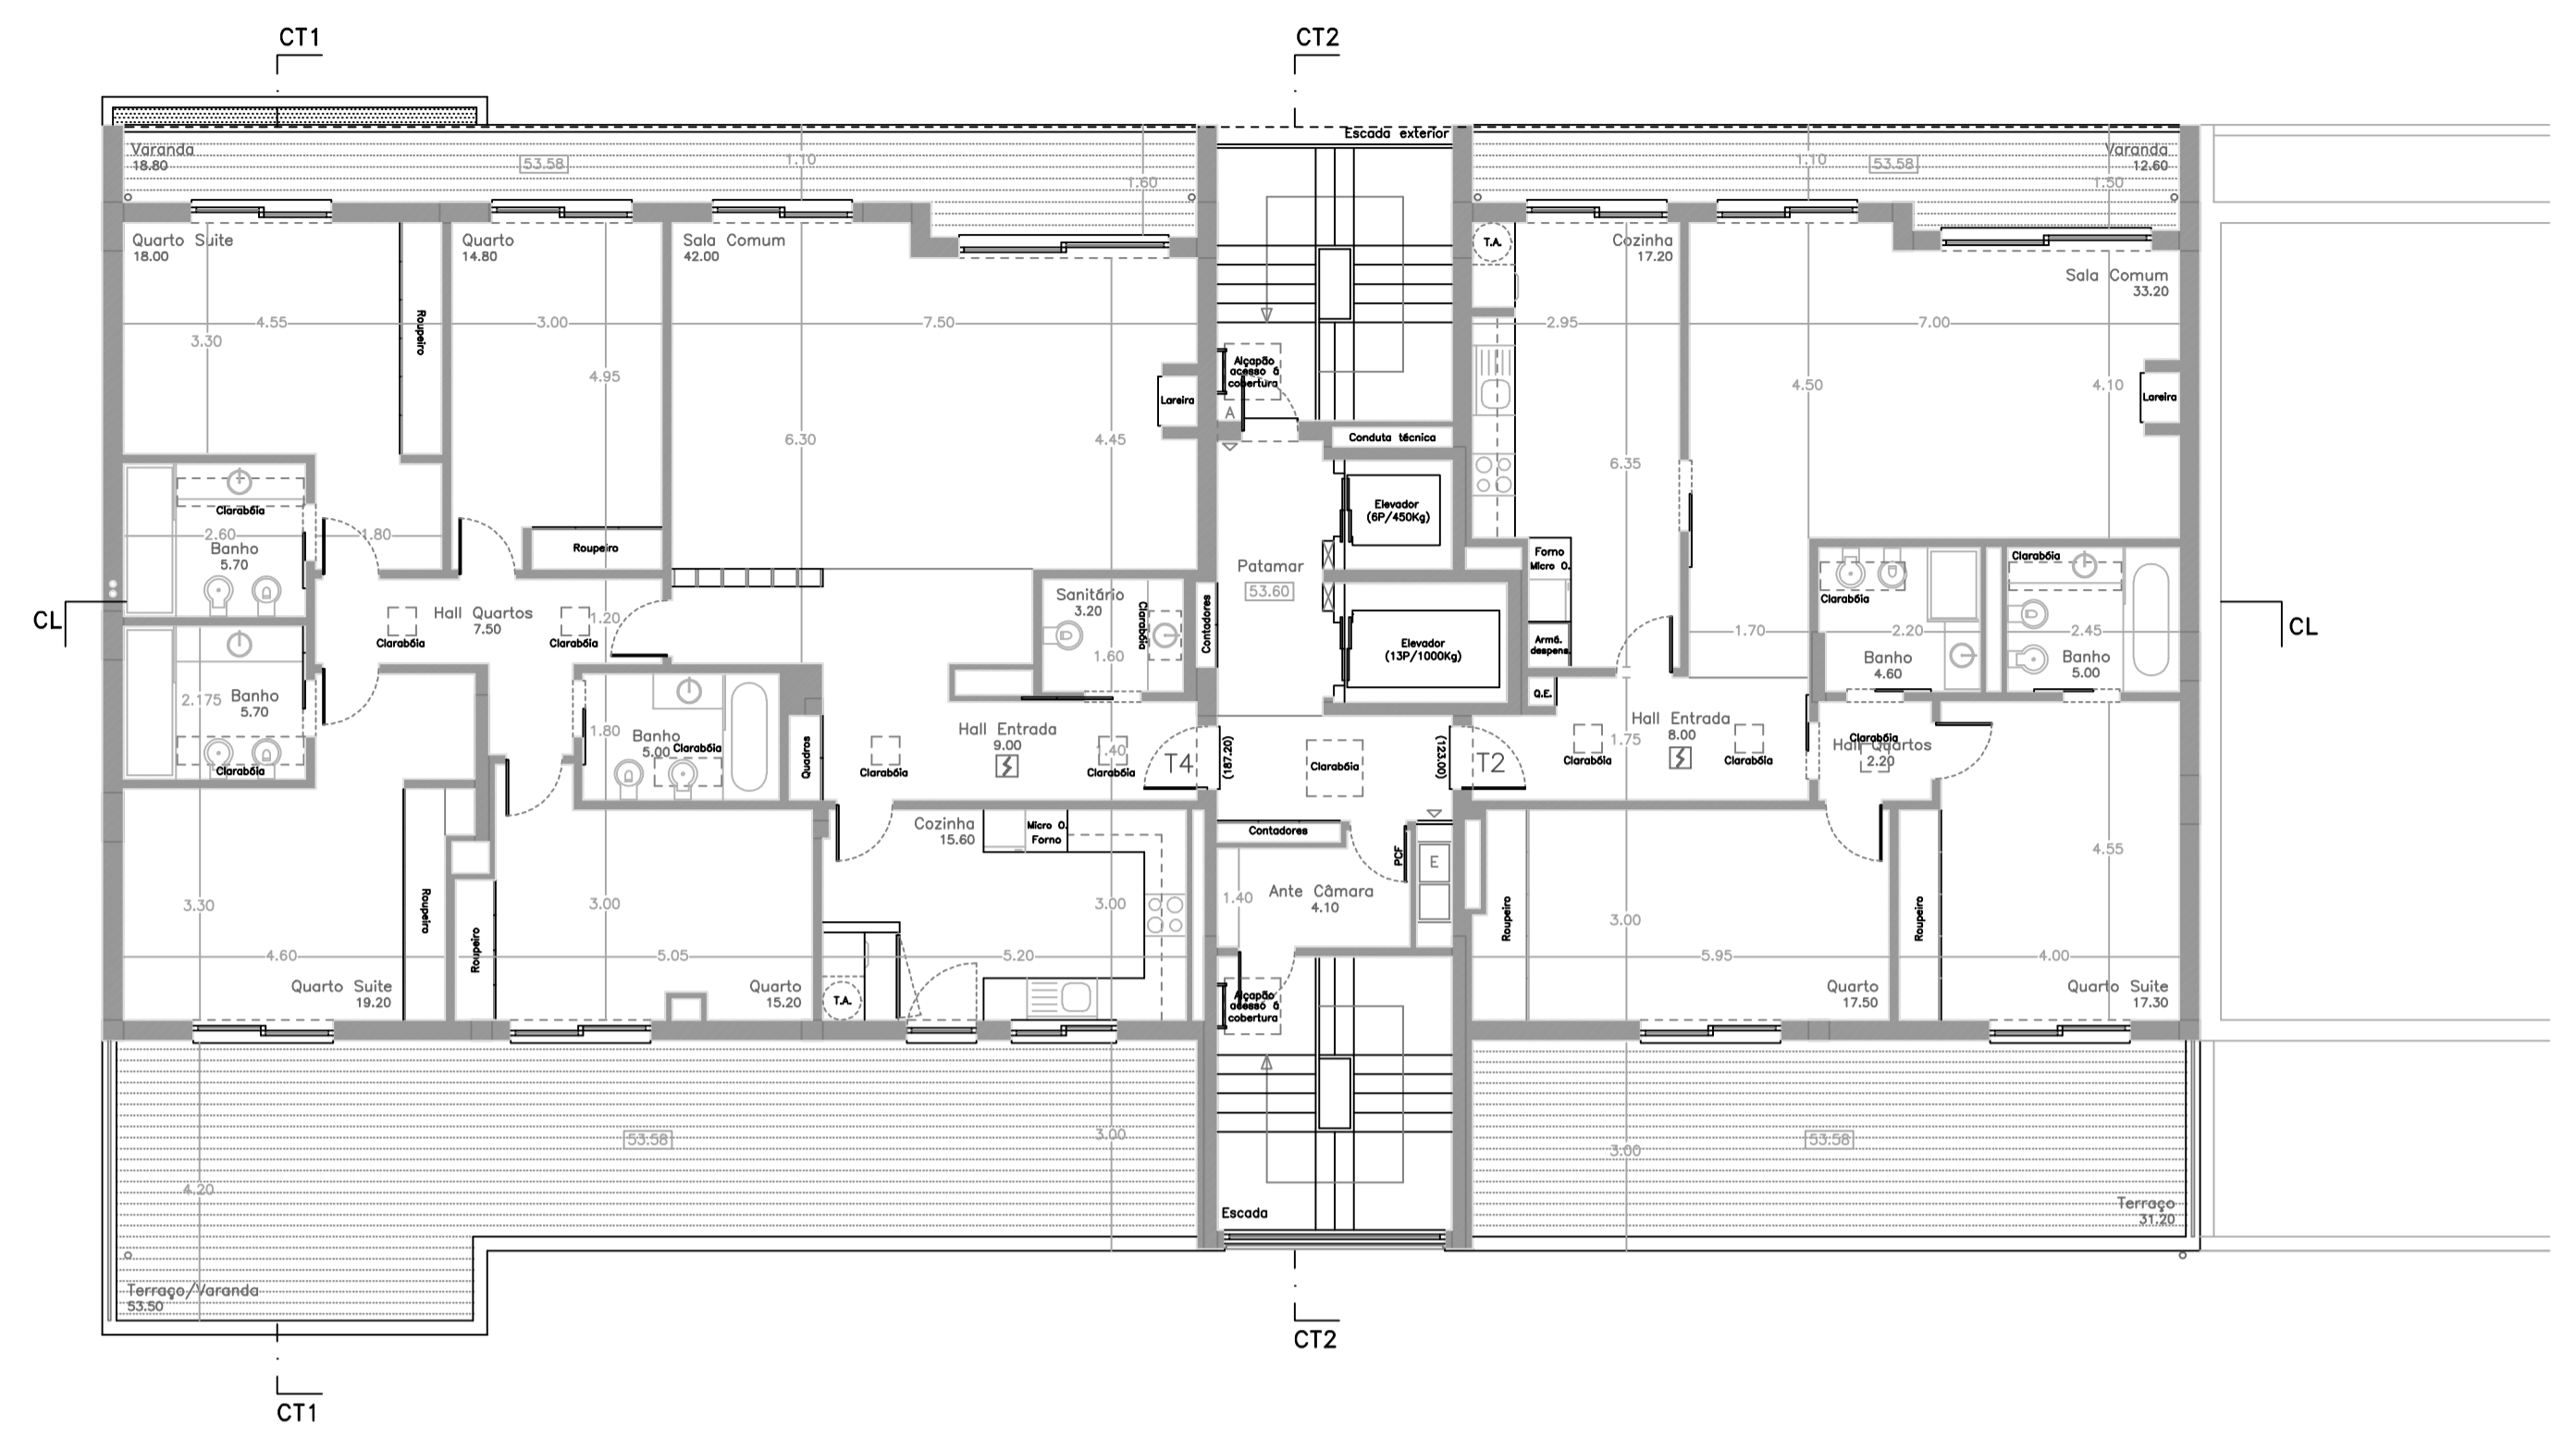 CT1
CT2
Escada exterior
Varanda
18.80
53.58
1.10
1.60
1.10
53.58
Varanda
12.60
1.50
Quarto Suite
18.00
Quarto
14.80
Sala Comum
42.00
T.A.
Cozinha
17.20
Sala Comum
33.20
4.55
3.30
Roupeiro
3.00
4.95
7.50
2.95
7.00
Alçapão
acesso á
cobertura
A
Lareira
6.30
4.45
4.50
4.10
Lareira
Conduta técnica
6.35
Elevador
(6P/450Kg)
Clarabóia
2.60
1.80
Banho
5.70
Roupeiro
Forno
Micro O.
Patamar
53.60
Clarabóia
Clarabóia
CL
Hall Quartos
7.50
Clarabóia
Clarabóia
1.20
Sanitário
3.20
Clarabóia
1.60
Contadores
Elevador
(13P/1000Kg)
Armá.
despens.
1.70
2.20
2.45
Banho
4.60
Banho
5.00
CL
2.175
Banho
5.70
Clarabóia
Q.E.
1.80
Banho
5.00
Clarabóia
Quadros
Clarabóia
Hall Entrada
9.00
1.40
Clarabóia
T4
(187.20)
Clarabóia
(123.00)
T2
Hall Entrada
8.00
1.75
Clarabóia
Clarabóia
Clarabóia
Hall Quartos
2.20
Cozinha
15.60
Micro O.
Forno
Contadores
PCF
E
4.55
3.30
Roupeiro
Roupeiro
3.00
3.00
1.40
Ante Câmara
4.10
Roupeiro
3.00
Roupeiro
4.60
5.05
5.20
5.95
4.00
Quarto Suite
19.20
Quarto
15.20
T.A.
Alçapão
acesso á
cobertura
Quarto
17.50
Quarto Suite
17.30
53.58
3.00
53.58
3.00
4.20
Escada
Terraço
31.20
Terraço/Varanda
53.50
CT2
CT1